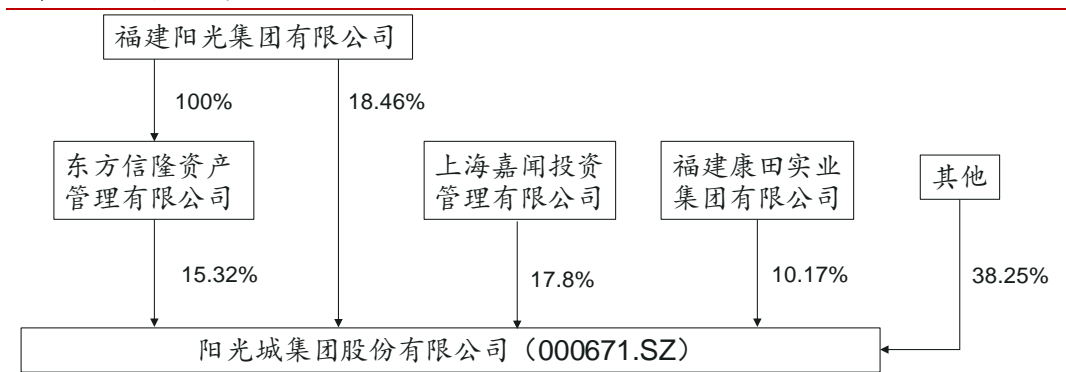 福建阳光集团有限公司
100%
18.46%
东方信隆资产
管理有限公司
上海嘉闻投资
管理有限公司
福建康田实业
集团有限公司
其他
15.32%
17.8%
10.17%
38.25%
阳光城集团股份有限公司（000671.SZ）